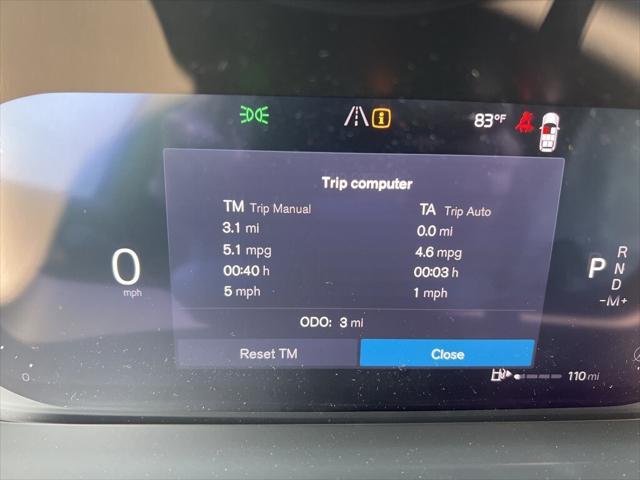 83°F
Trip computer
TM Trip Manual
3.1 mi
5.1 mpg
00:40 h
5 mph
TA Trip Auto
0.0 mi
4.6 mpg
00:03 h
1 mph
ODO: 3 mi
Reset TM
Close
0
mph
R
P N
D
-M+
0
110 mi